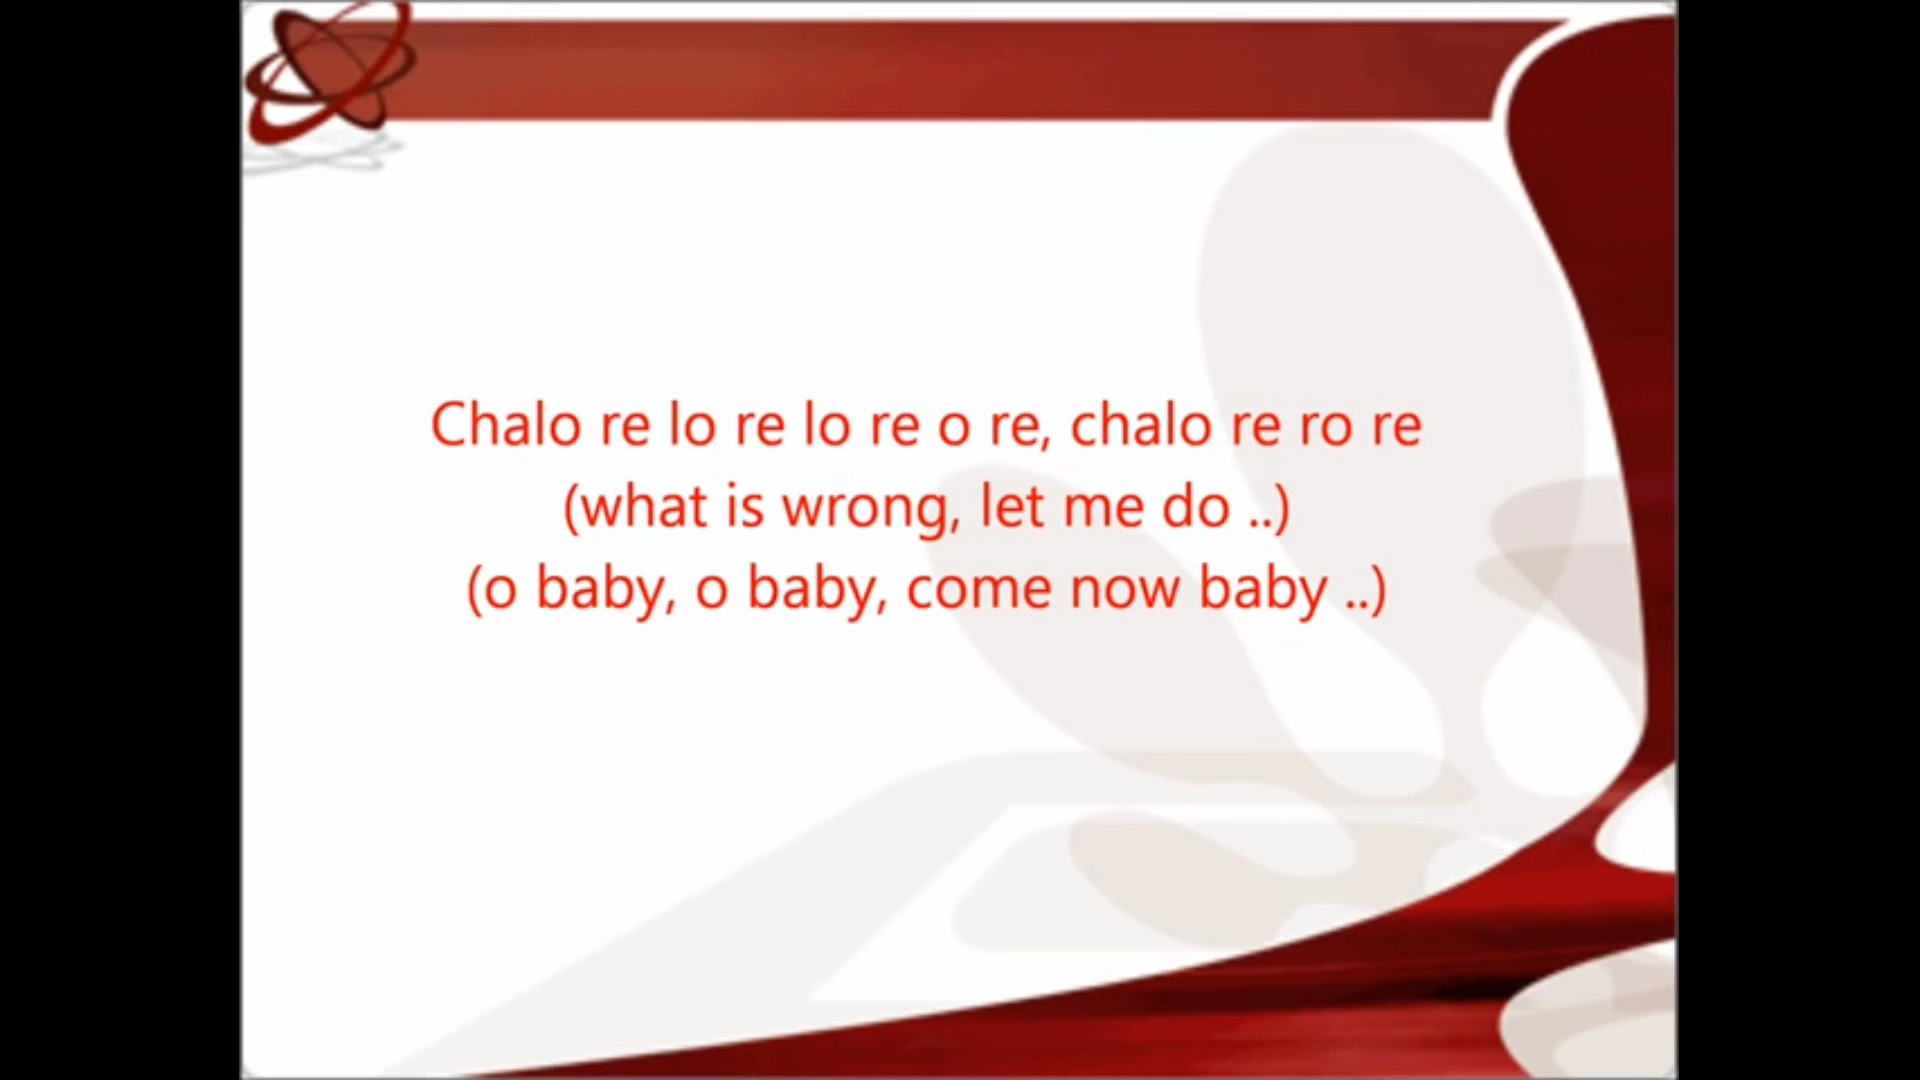 Chalo re lo re lo re o re, chalo re ro re
(what is wrong, let me do ..)
(o baby, o baby, come now baby ..)